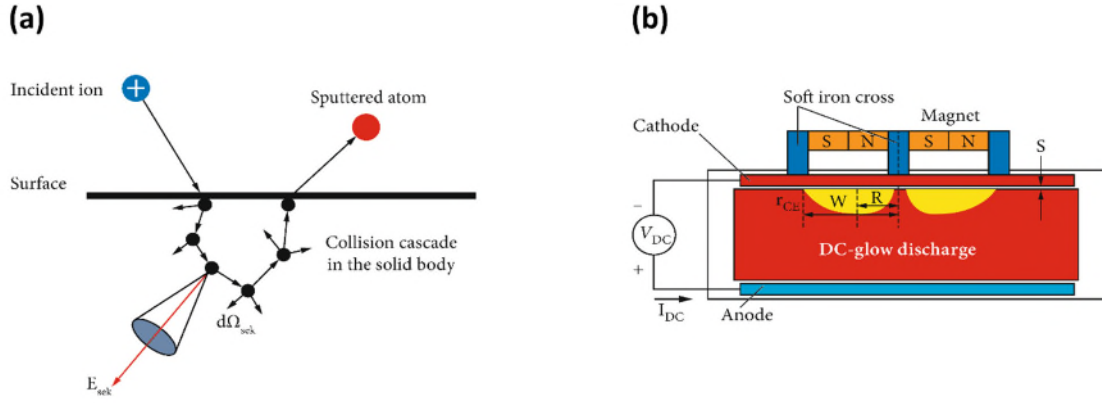 (a)
Incident ion
+
Sputtered atom
Surface
Collision cascade
in the solid body
dΩsek
Esek
(b)
Soft iron cross
Magnet
Cathode
S N S N
S
rCE
W
R
−
VDC
+
DC-glow discharge
IDC
Anode